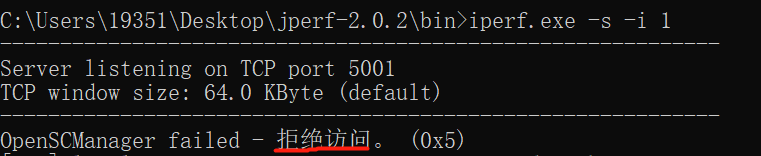 C:\Users\19351\Desktop\jperf-2.0.2\bin>iperf.exe -s -i 1
------------------------------------------------------------
Server listening on TCP port 5001
TCP window size: 64.0 KByte (default)
------------------------------------------------------------
OpenSCManager failed - 拒绝访问。 (0x5)